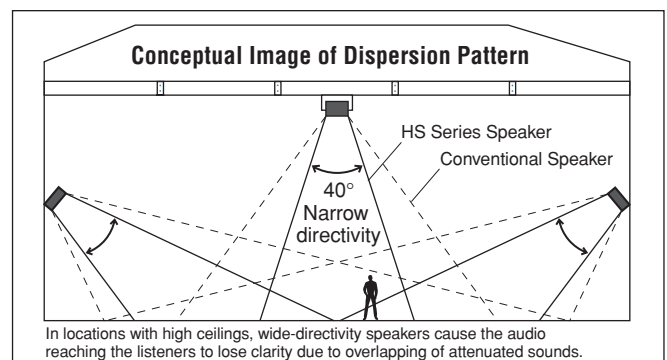 Conceptual Image of Dispersion Pattern
HS Series Speaker
Conventional Speaker
40°
Narrow
directivity
In locations with high ceilings, wide-directivity speakers cause the audio
reaching the listeners to lose clarity due to overlapping of attenuated sounds.